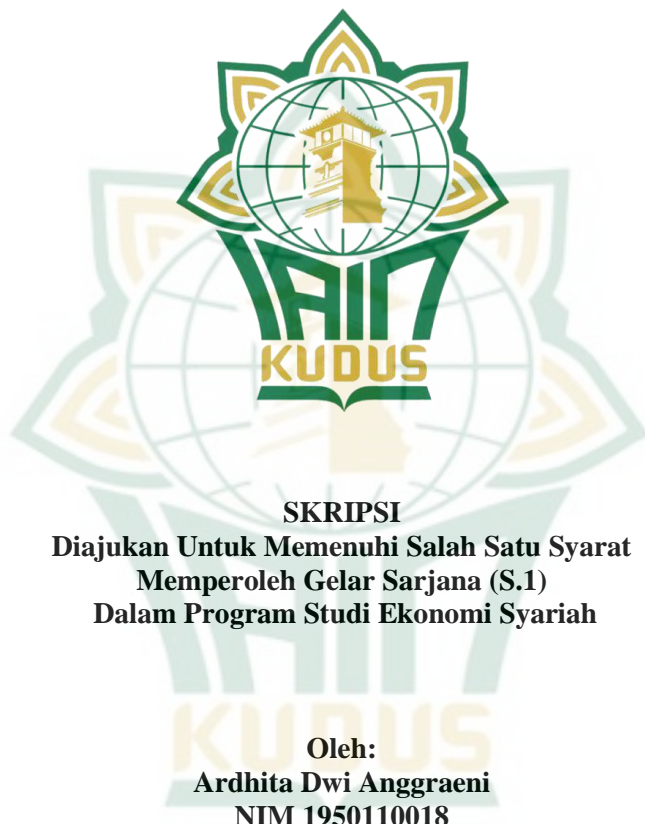 IAIN
KUDUS
SKRIPSI
Diajukan Untuk Memenuhi Salah Satu Syarat
Memperoleh Gelar Sarjana (S.1)
Dalam Program Studi Ekonomi Syariah
Oleh:
Ardhita Dwi Anggraeni
NIM 1950110018